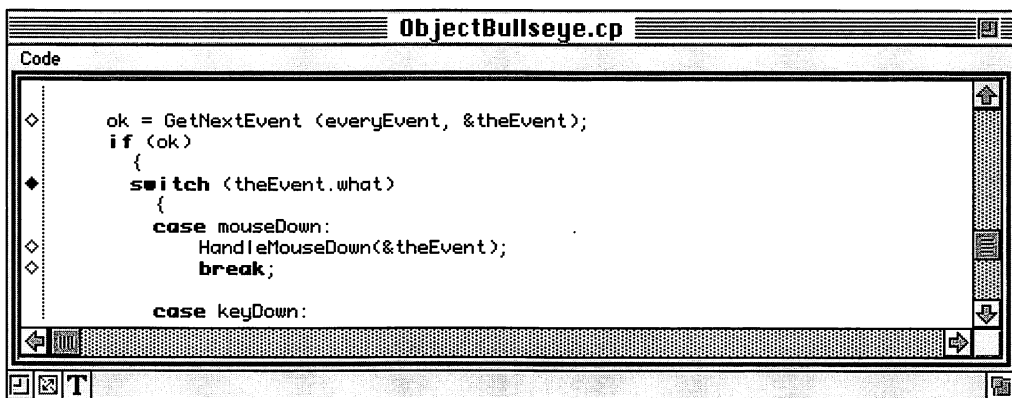 ObjectBullseye.cp
Code
ok = GetNextEvent (everyEvent, &theEvent);
if (ok)
{
switch (theEvent.what)
{
case mouseDown:
HandleMouseDown(&theEvent);
break;
case keyDown:
T